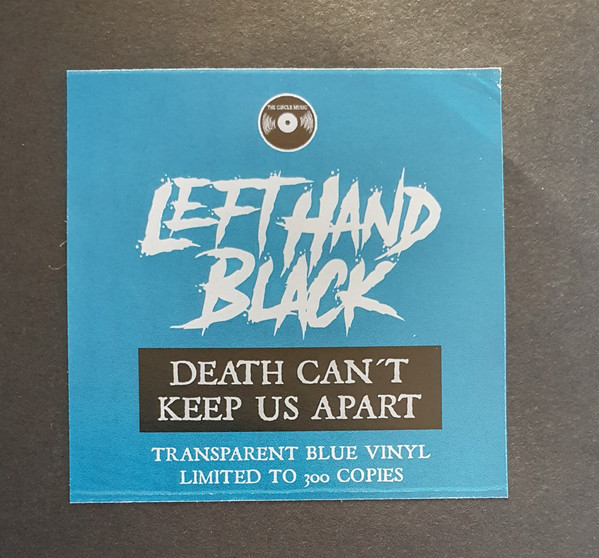 THE CIRCLE MUSIC
LEFT HAND
BLACK
DEATH CAN´T
KEEP US APART
TRANSPARENT BLUE VINYL
LIMITED TO 300 COPIES